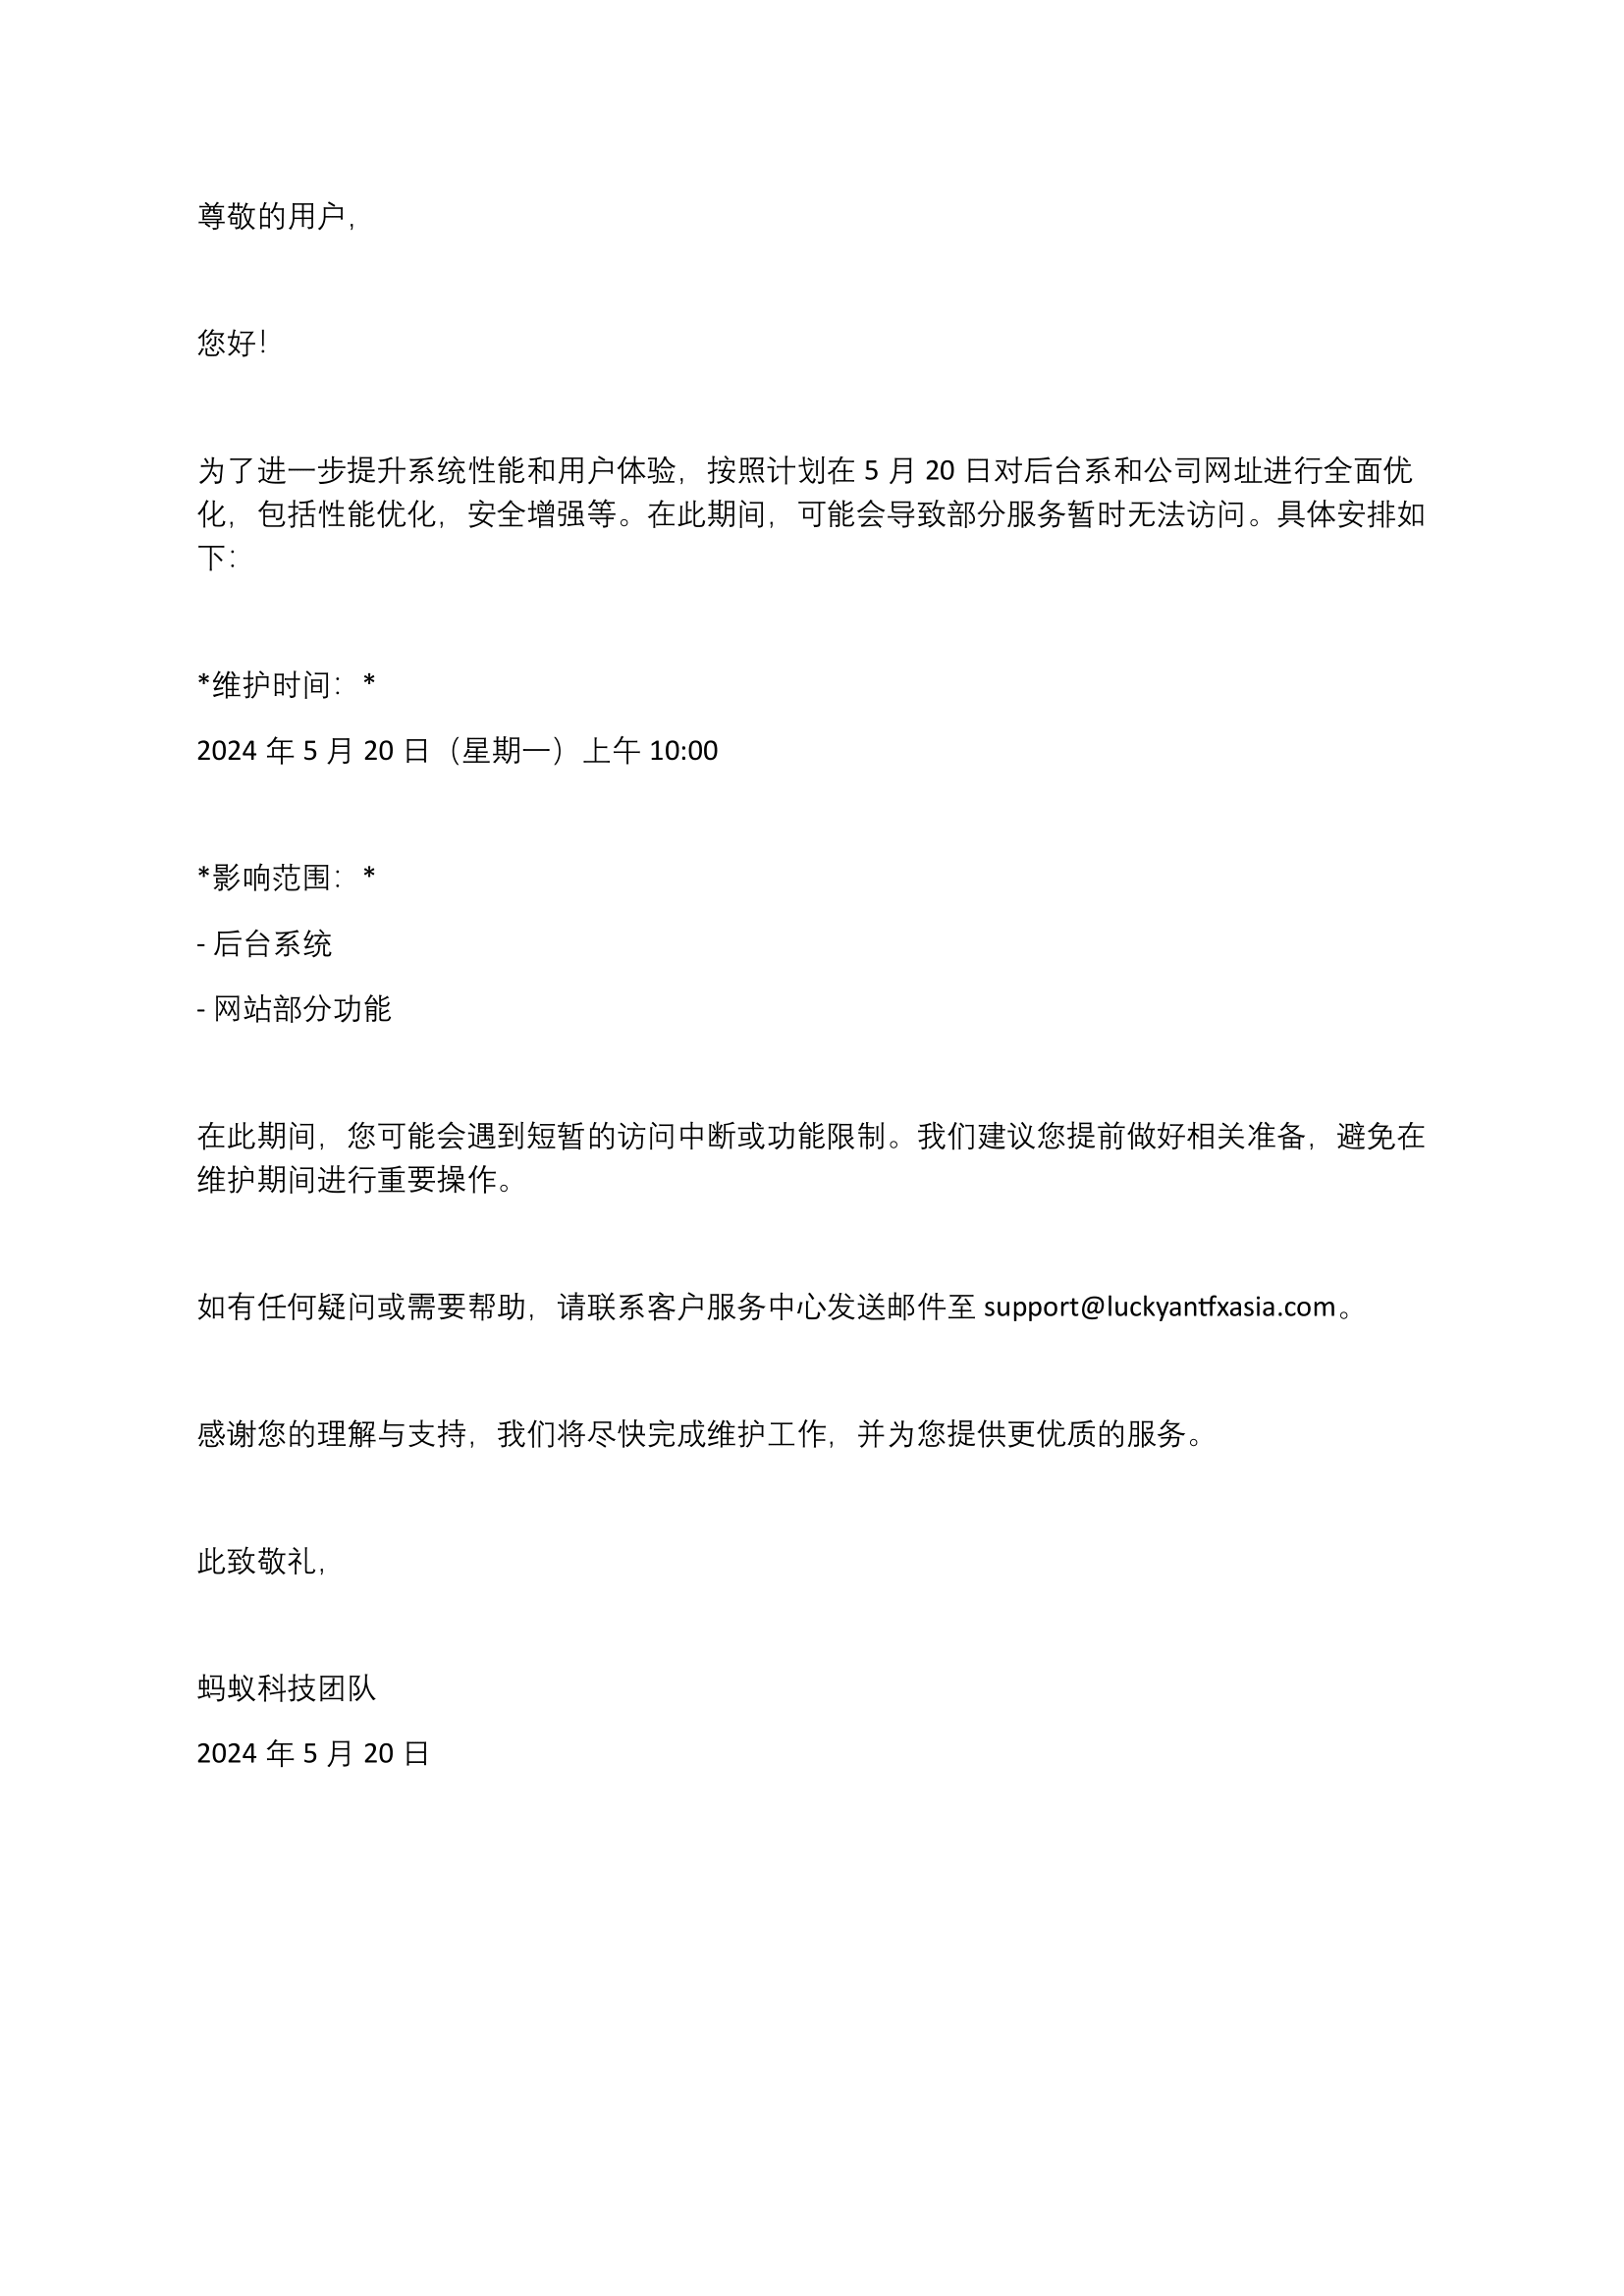 尊敬的用户，
您好！
为了进一步提升系统性能和用户体验，按照计划在 5 月 20 日对后台系和公司网址进行全面优
化，包括性能优化，安全增强等。在此期间，可能会导致部分服务暂时无法访问。具体安排如
下：
*维护时间：*
2024 年 5 月 20 日（星期一）上午 10:00
*影响范围：*
- 后台系统
- 网站部分功能
在此期间，您可能会遇到短暂的访问中断或功能限制。我们建议您提前做好相关准备，避免在
维护期间进行重要操作。
如有任何疑问或需要帮助，请联系客户服务中心发送邮件至 support@luckyantfxasia.com。
感谢您的理解与支持，我们将尽快完成维护工作，并为您提供更优质的服务。
此致敬礼，
蚂蚁科技团队
2024 年 5 月 20 日